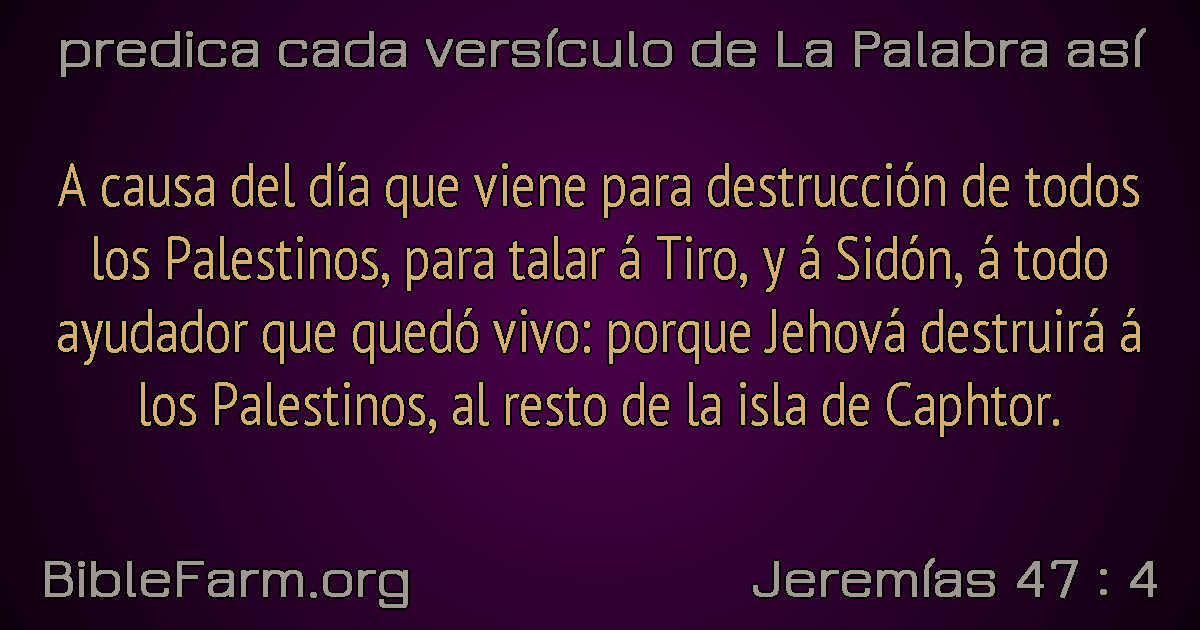 predica cada versículo de La Palabra así
A causa del día que viene para destrucción de todos
los Palestinos, para talar á Tiro, y á Sidón, á todo
ayudador que quedó vivo: porque Jehová destruirá á
los Palestinos, al resto de la isla de Caphtor.
BibleFarm.org
Jeremías 47 : 4